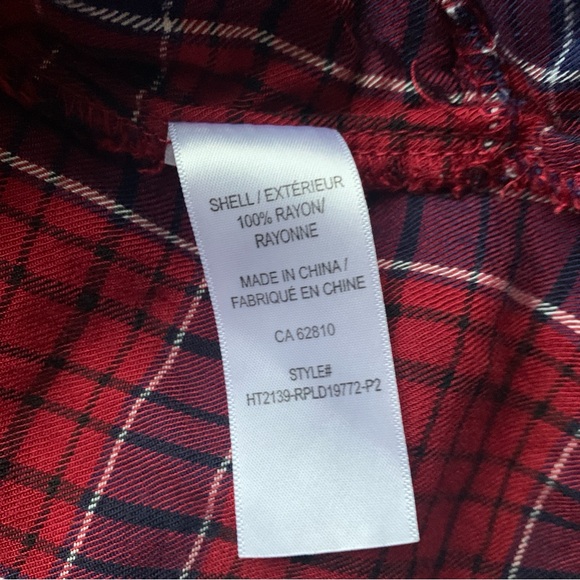 SHELL / EXTÉRIEUR
100% RAYON/
RAYONNE
MADE IN CHINA /
FABRIQUÉ EN CHINE
CA 62810
STYLE#
HT2139-RPLD19772-P2